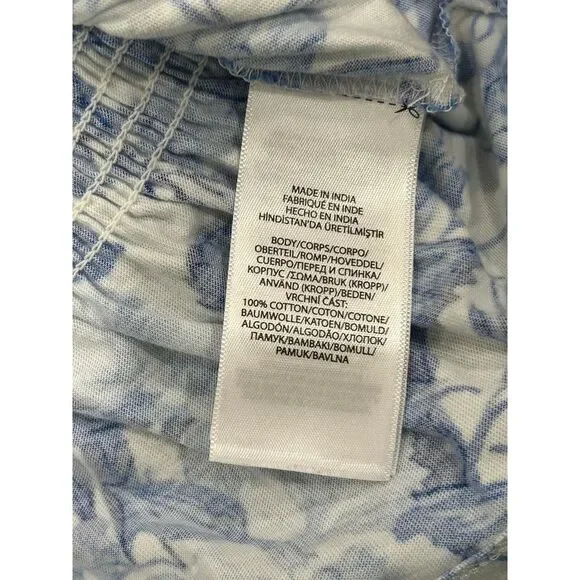 MADE IN INDIA
FABRIQUÉ EN INDE
HECHO EN INDIA
HİNDİSTAN'DA ÜRETİLMİŞTİR
BODY/CORPS/CORPO/
OBERTEIL/ROMP/HOVEDDEL/
CUERPO/ПЕРЕД И СПИНКА/
КОРПУС /ΣΩΜΑ/BUK (KROPP)/
ANVÄND (KROPP)/BEDEN/
VRCHNÍ ČÁST:
100% COTTON/COTON/COTONE/
BAUMWOLLE/KATOEN/BOMULD/
ALGODÓN/ALGODÃO/ХЛОПОК/
ПАМУК/BAMBAKI/BOMULL/
PAMUK/BAVLNA